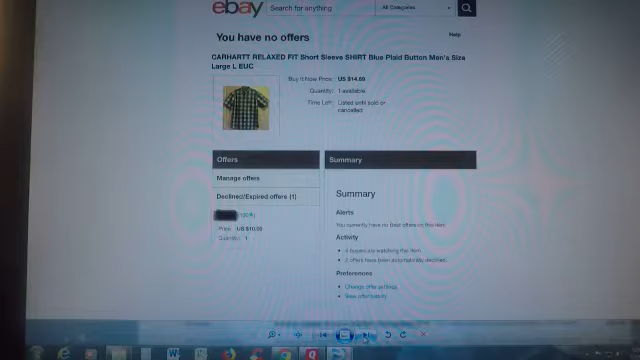 ebay
Search for anything
All Categories
You have no offers
Help
CARHARTT RELAXED FIT Short Sleeve SHIRT Blue Plaid Button Men's Size
Large L EUC
Buy It Now Price: US $14.69
Quantity: 1 available
Time Left: Listed until sold or
cancelled
Offers
Summary
Manage offers
Declined/Expired offers (1)
Price: US $10.00
Quantity: 1
Summary
Alerts
You currently have no Best offers on this item
Activity
4 buyers are watching this item
2 offers have been automatically declined.
Preferences
Change offer settings
View offer history